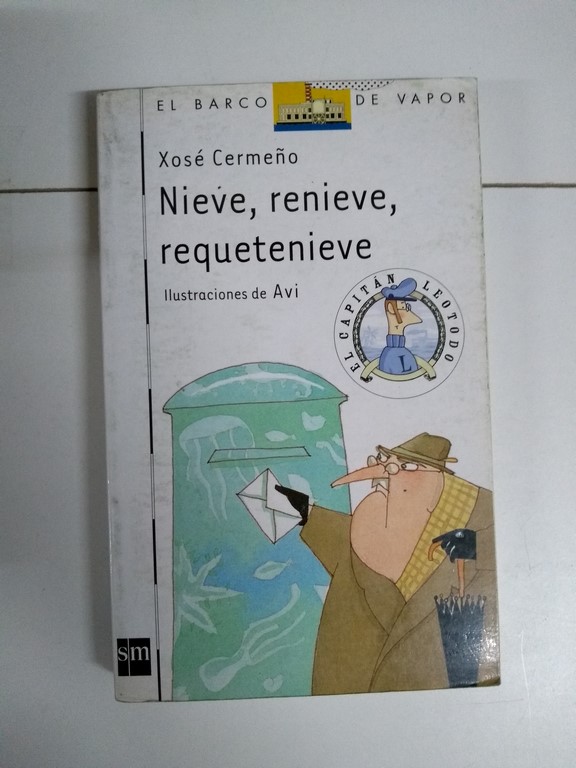 EL BARCO DE VAPOR
Xosé Cermeño
Nieve, renieve,
requetenieve
Ilustraciones de Avi
EL CAPITÁN LEOTODO
L
sm